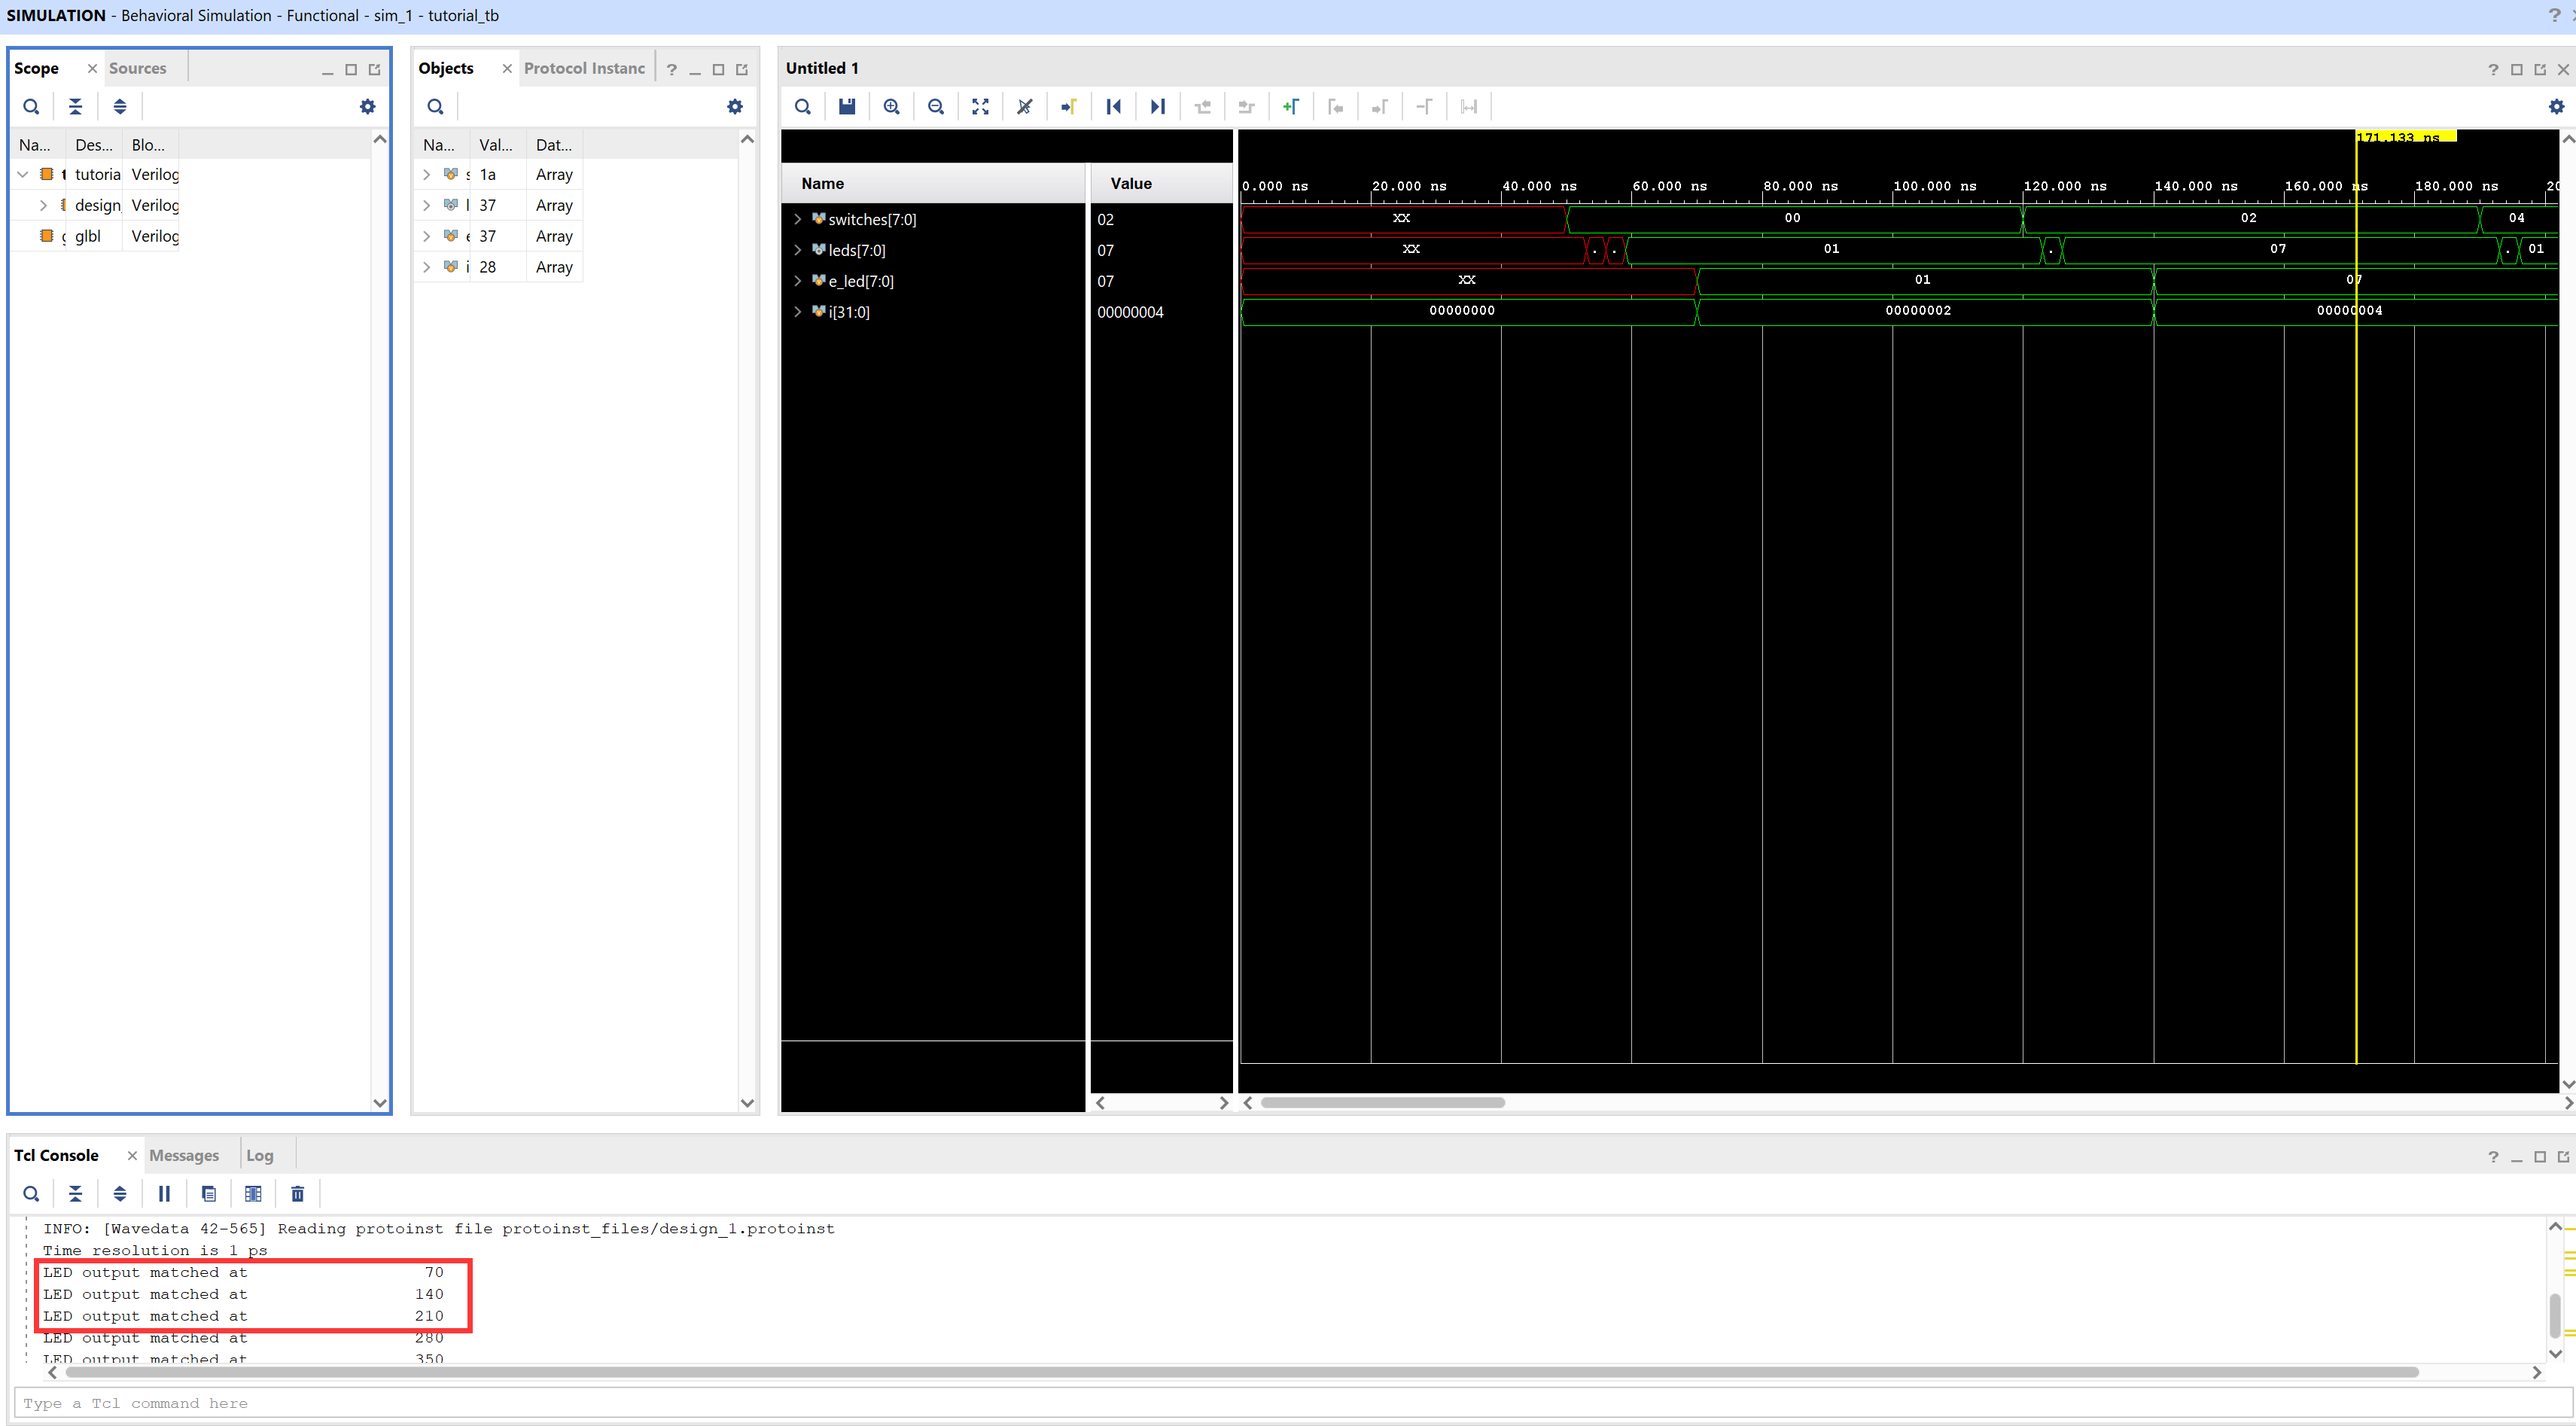 SIMULATION - Behavioral Simulation - Functional - sim_1 - tutorial_tb
Scope Sources
Objects Protocol Instanc
Untitled 1
Na... Des... Blo...
tutoria Verilog
design_ Verilog
glbl Verilog
Na... Val... Dat...
1a Array
37 Array
37 Array
28 Array
171.133 ns
Name Value
0.000 ns 20.000 ns 40.000 ns 60.000 ns 80.000 ns 100.000 ns 120.000 ns 140.000 ns 160.000 ns 180.000 ns 20
switches[7:0] 02 XX 00 02 04
leds[7:0] 07 XX . . 01 . 07 . 01
e_led[7:0] 07 XX 01 07
i[31:0] 00000004 00000000 00000002 00000004
Tcl Console Messages Log
INFO: [Wavedata 42-565] Reading protoinst file protoinst_files/design_1.protoinst
Time resolution is 1 ps
LED output matched at 70
LED output matched at 140
LED output matched at 210
LED output matched at 280
LED output matched at 350
Type a Tcl command here